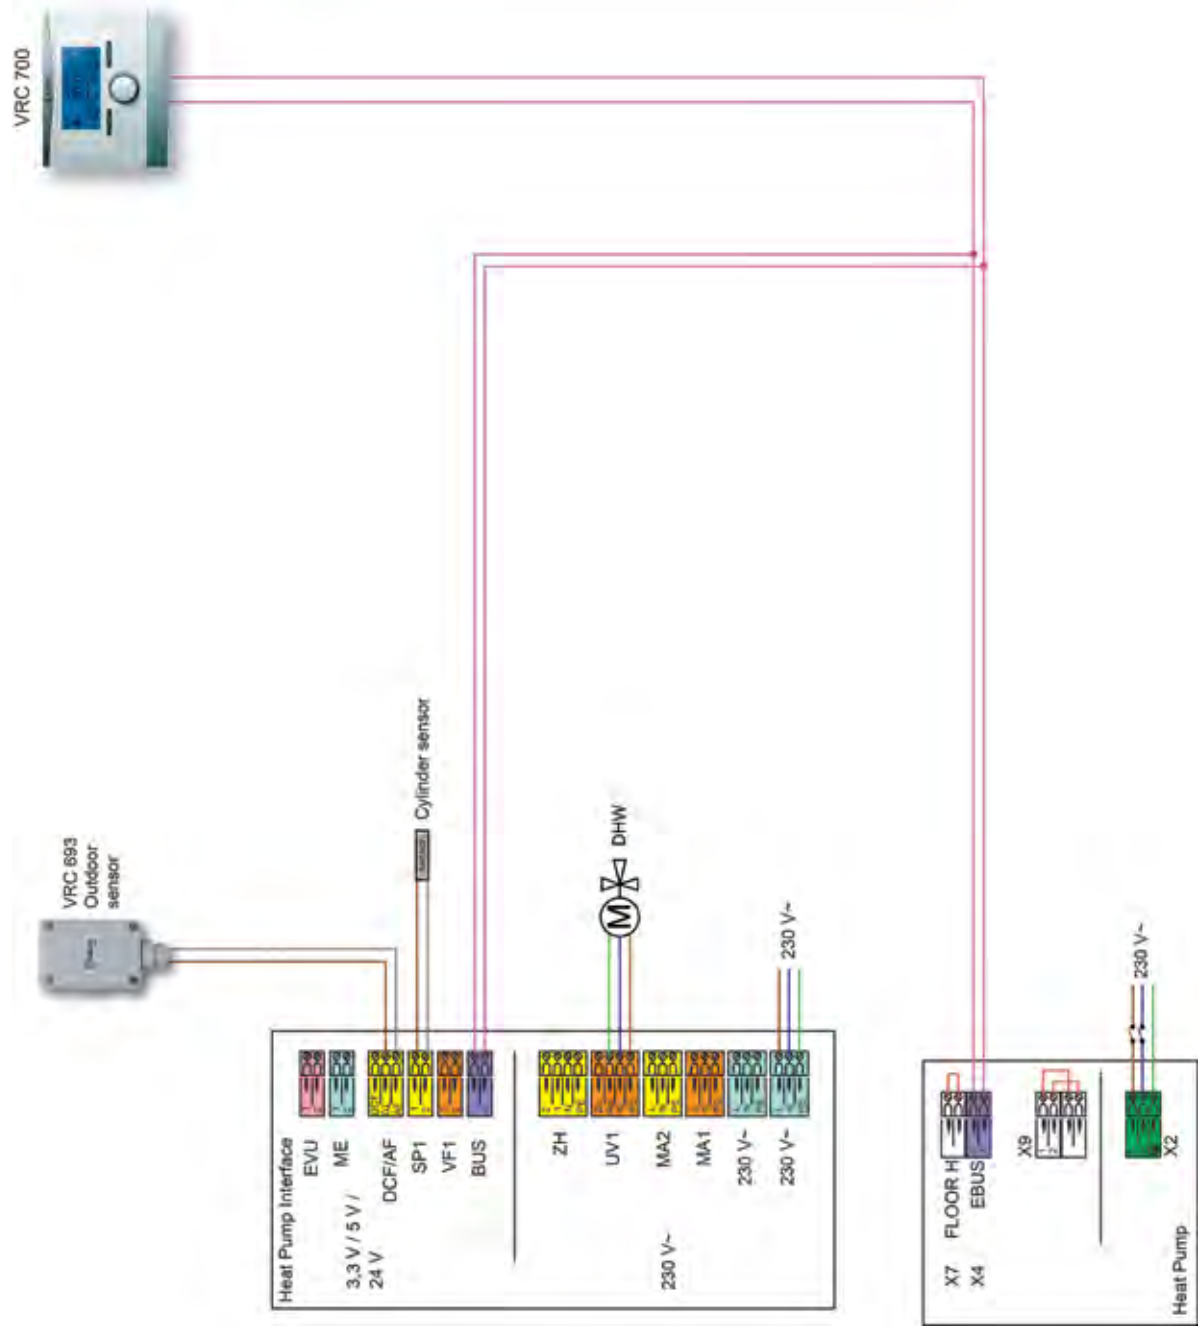 VRC 700
VRC 693
Outdoor
sensor
Cylinder sensor
DHW
230 V~
230 V~
Heat Pump Interface
EVU
ME
3,3 V / 5 V /
24 V
DCF/AF
SP1
VF1
BUS
ZH
UV1
MA2
MA1
230 V~
230 V~
230 V~
M
X7 FLOOR H
X4 EBUS
X9
X2
Heat Pump